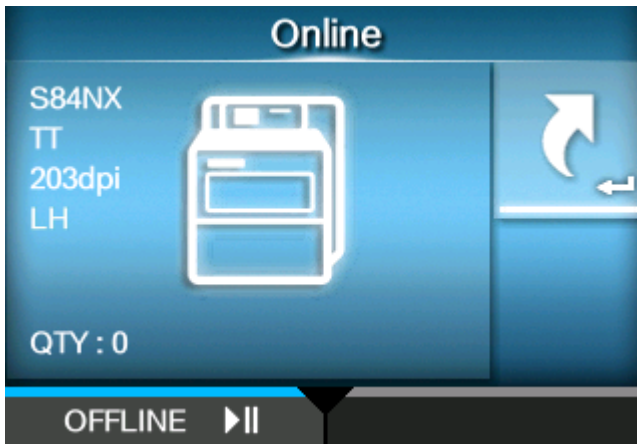 Online
S84NX
TT
203dpi
LH
QTY : 0
OFFLINE